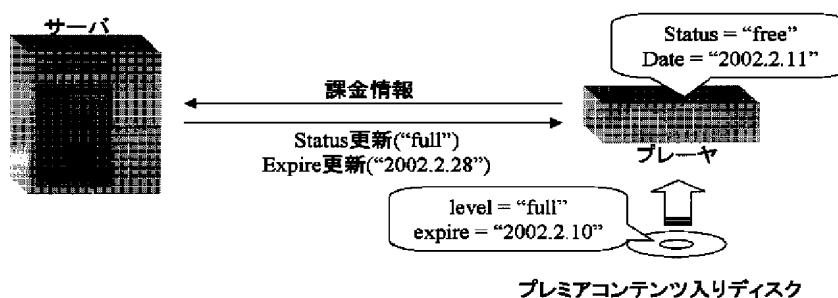 サーバ
Status = “free”
Date = “2002.2.11”
課金情報
Status更新(“full”)
Expire更新(“2002.2.28”)
プレーヤ
level = “full”
expire = “2002.2.10”
プレミアコンテンツ入りディスク